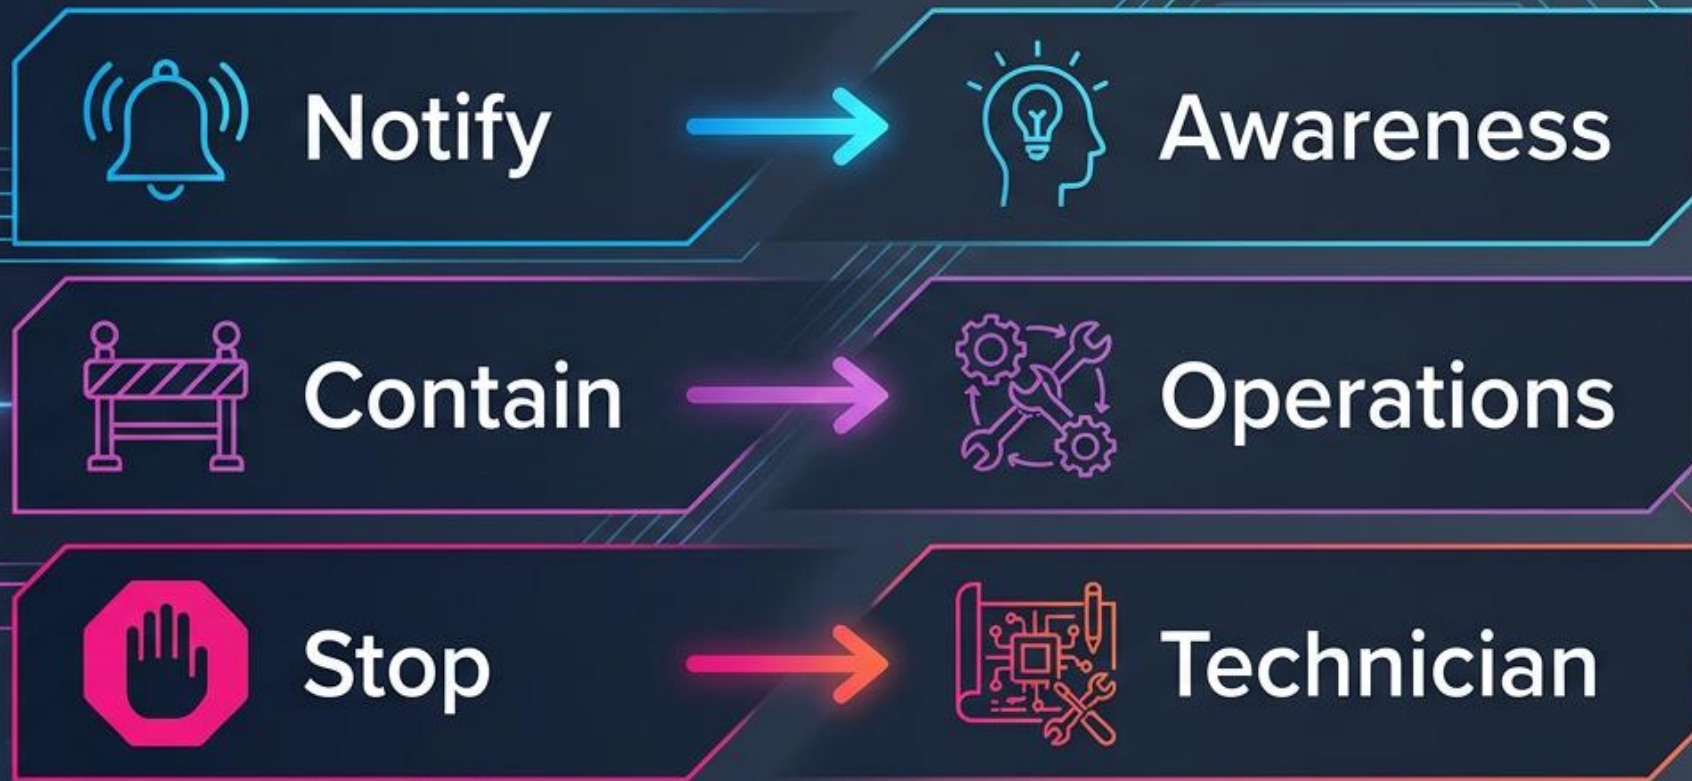 Notify → Awareness
Contain → Operations
Stop → Technician